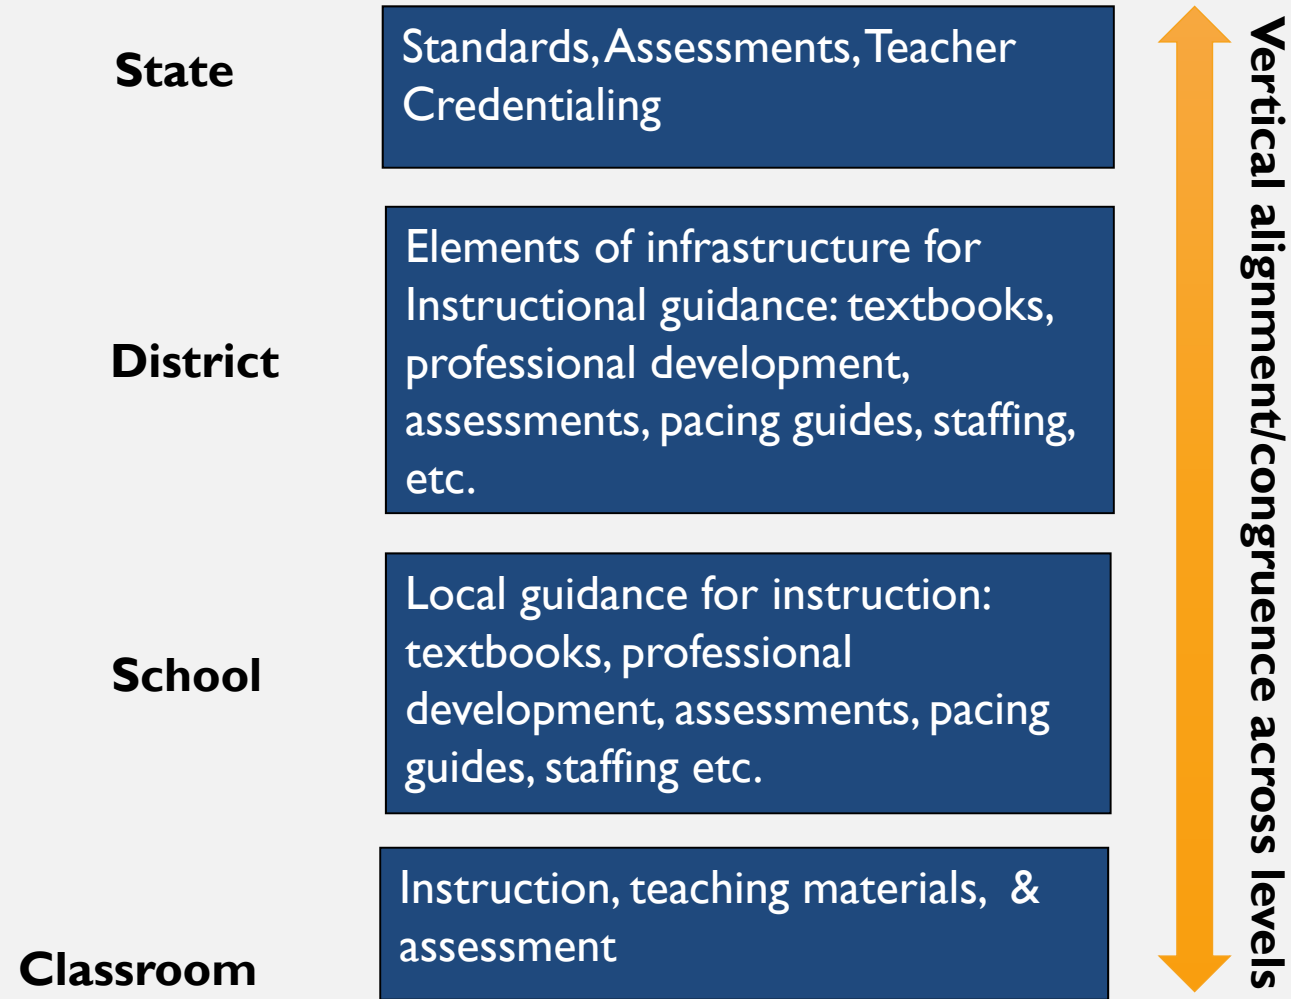 State
Standards, Assessments, Teacher
Credentialing
District
Elements of infrastructure for
Instructional guidance: textbooks,
professional development,
assessments, pacing guides, staffing,
etc.
School
Local guidance for instruction:
textbooks, professional
development, assessments, pacing
guides, staffing etc.
Classroom
Instruction, teaching materials, &
assessment
Vertical alignment/congruence across levels